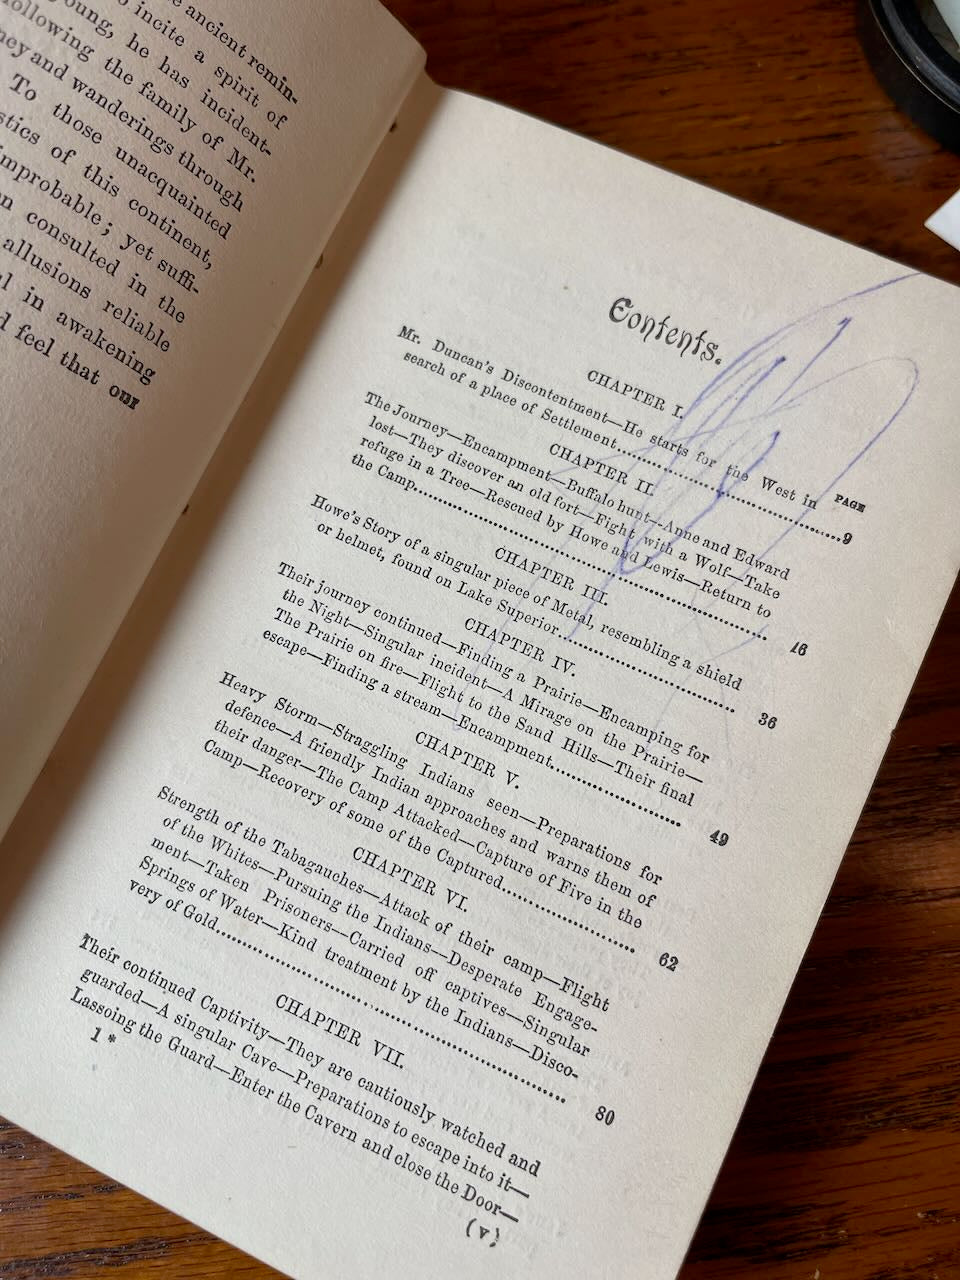 ancient remin-
incite a spirit of
young, he has incident-
following the family of Mr.
and wanderings through
To those unacquainted
of this continent,
improbable; yet suffi-
consulted in the
allusions reliable
in awakening
feel that our
Contents.
CHAPTER I.
PAGE
Mr. Duncan's Discontentment—He starts for the West in
search of a place of Settlement..............................9
CHAPTER II.
The Journey—Encampment—Buffalo hunt—Anne and Edward
lost—They discover an old fort—Fight with a Wolf—Take
refuge in a Tree—Rescued by Howe and Lewis—Return to
the Camp.................................................... 16
CHAPTER III.
Howe's Story of a singular piece of Metal, resembling a shield
or helmet, found on Lake Superior......................... 36
CHAPTER IV.
Their journey continued—Finding a Prairie—Encamping for
the Night—Singular incident—A Mirage on the Prairie—
The Prairie on fire—Flight to the Sand Hills—Their final
escape—Finding a stream—Encampment................... 49
CHAPTER V.
Heavy Storm—Straggling Indians seen—Preparations for
defence—A friendly Indian approaches and warns them of
their danger—The Camp Attacked—Capture of Five in the
Camp—Recovery of some of the Captured.................. 62
CHAPTER VI.
Strength of the Tabagauches—Attack of their camp—Flight
of the Whites—Pursuing the Indians—Desperate Engage-
ment—Taken Prisoners—Carried off captives—Singular
Springs of Water—Kind treatment by the Indians—Disco-
very of Gold.................................................. 80
CHAPTER VII.
Their continued Captivity—They are cautiously watched and
guarded—A singular Cave—Preparations to escape into it—
Lassoing the Guard—Enter the Cavern and close the Door—
1 *
(v)